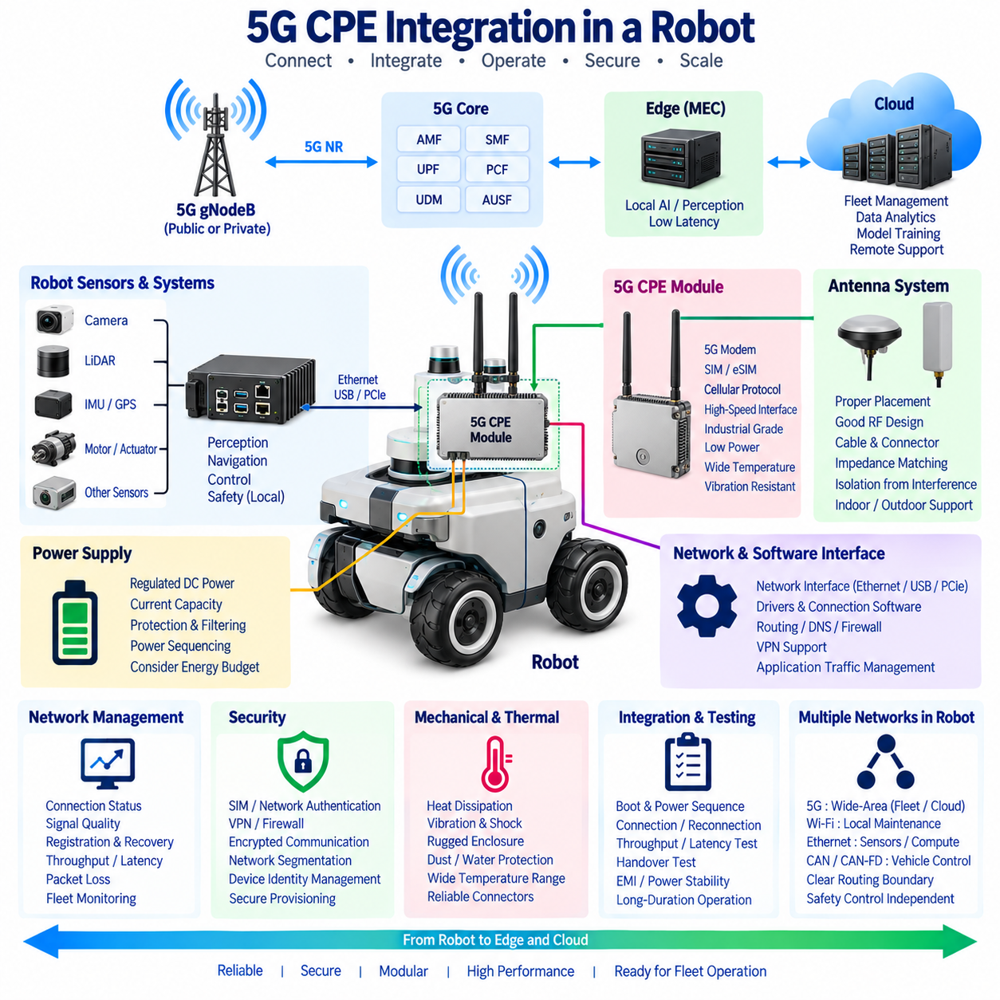 5G CPE Integration in a Robot
Connect • Integrate • Operate • Secure • Scale
5G gNodeB
(Public or Private)
5G NR
5G Core
AMF
SMF
UPF
PCF
UDM
AUSF
Edge (MEC)
Local AI / Perception
Low Latency
Cloud
Fleet Management
Data Analytics
Model Training
Remote Support
Robot Sensors & Systems
Camera
LiDAR
IMU / GPS
Motor / Actuator
Other Sensors
Perception
Navigation
Control
Safety (Local)
Ethernet
USB / PCIe
5G CPE
Module
Robot
5G CPE Module
5G Modem
SIM / eSIM
Cellular Protocol
High-Speed Interface
Industrial Grade
Low Power
Wide Temperature
Vibration Resistant
Antenna System
Proper Placement
Good RF Design
Cable & Connector
Impedance Matching
Isolation from Interference
Indoor / Outdoor Support
Power Supply
Regulated DC Power
Current Capacity
Protection & Filtering
Power Sequencing
Consider Energy Budget
Network & Software Interface
Network Interface (Ethernet / USB / PCIe)
Drivers & Connection Software
Routing / DNS / Firewall
VPN Support
Application Traffic Management
Network Management
Connection Status
Signal Quality
Registration & Recovery
Throughput / Latency
Packet Loss
Fleet Monitoring
Security
SIM / Network Authentication
VPN / Firewall
Encrypted Communication
Network Segmentation
Device Identity Management
Secure Provisioning
Mechanical & Thermal
Heat Dissipation
Vibration & Shock
Rugged Enclosure
Dust / Water Protection
Wide Temperature Range
Reliable Connectors
Integration & Testing
Boot & Power Sequence
Connection / Reconnection
Throughput / Latency Test
Handover Test
EMI / Power Stability
Long-Duration Operation
Multiple Networks in Robot
5G : Wide-Area (Fleet / Cloud)
Wi-Fi : Local Maintenance
Ethernet : Sensors / Compute
CAN / CAN-FD : Vehicle Control
Clear Routing Boundary
Safety Control Independent
From Robot to Edge and Cloud
Reliable | Secure | Modular | High Performance | Ready for Fleet Operation